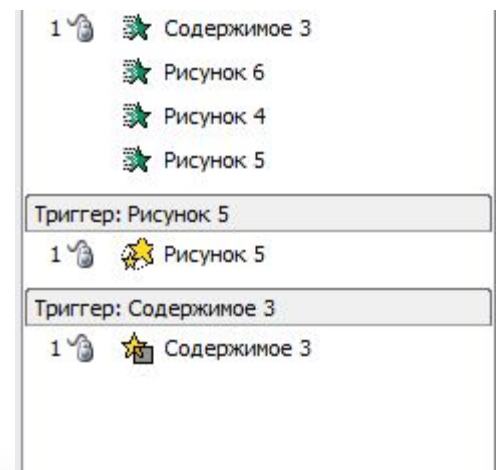 1 Содержимое 3
Рисунок 6
Рисунок 4
Рисунок 5
Триггер: Рисунок 5
1 Рисунок 5
Триггер: Содержимое 3
1 Содержимое 3